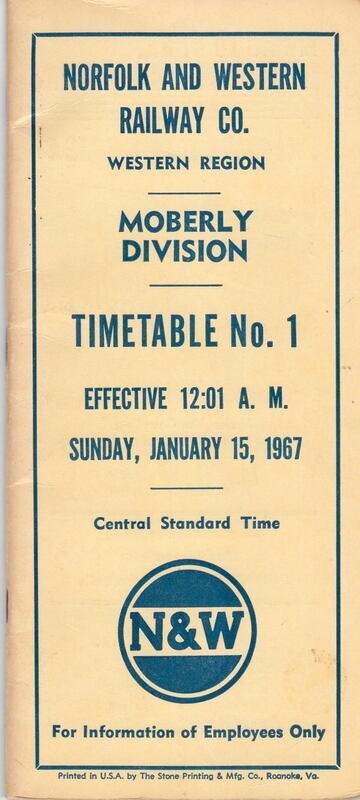 NORFOLK AND WESTERN
RAILWAY CO.
WESTERN REGION
MOBERLY
DIVISION
TIMETABLE No. 1
EFFECTIVE 12:01 A. M.
SUNDAY, JANUARY 15, 1967
Central Standard Time
N&W
For Information of Employees Only
Printed in U.S.A. by The Stone Printing & Mfg. Co., Roanoke, Va.